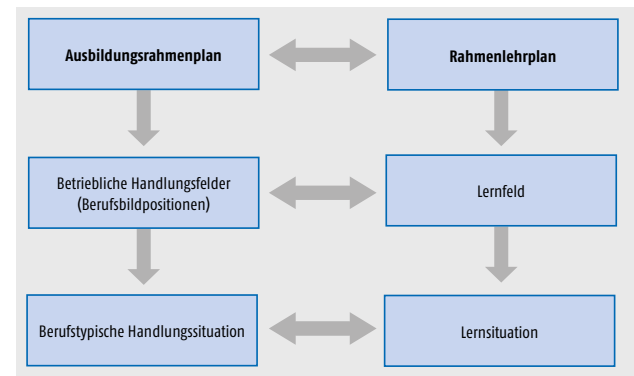 Ausbildungsrahmenplan
Rahmenlehrplan
Betriebliche Handlungsfelder
(Berufsbildpositionen)
Lernfeld
Berufstypische Handlungssituation
Lernsituation